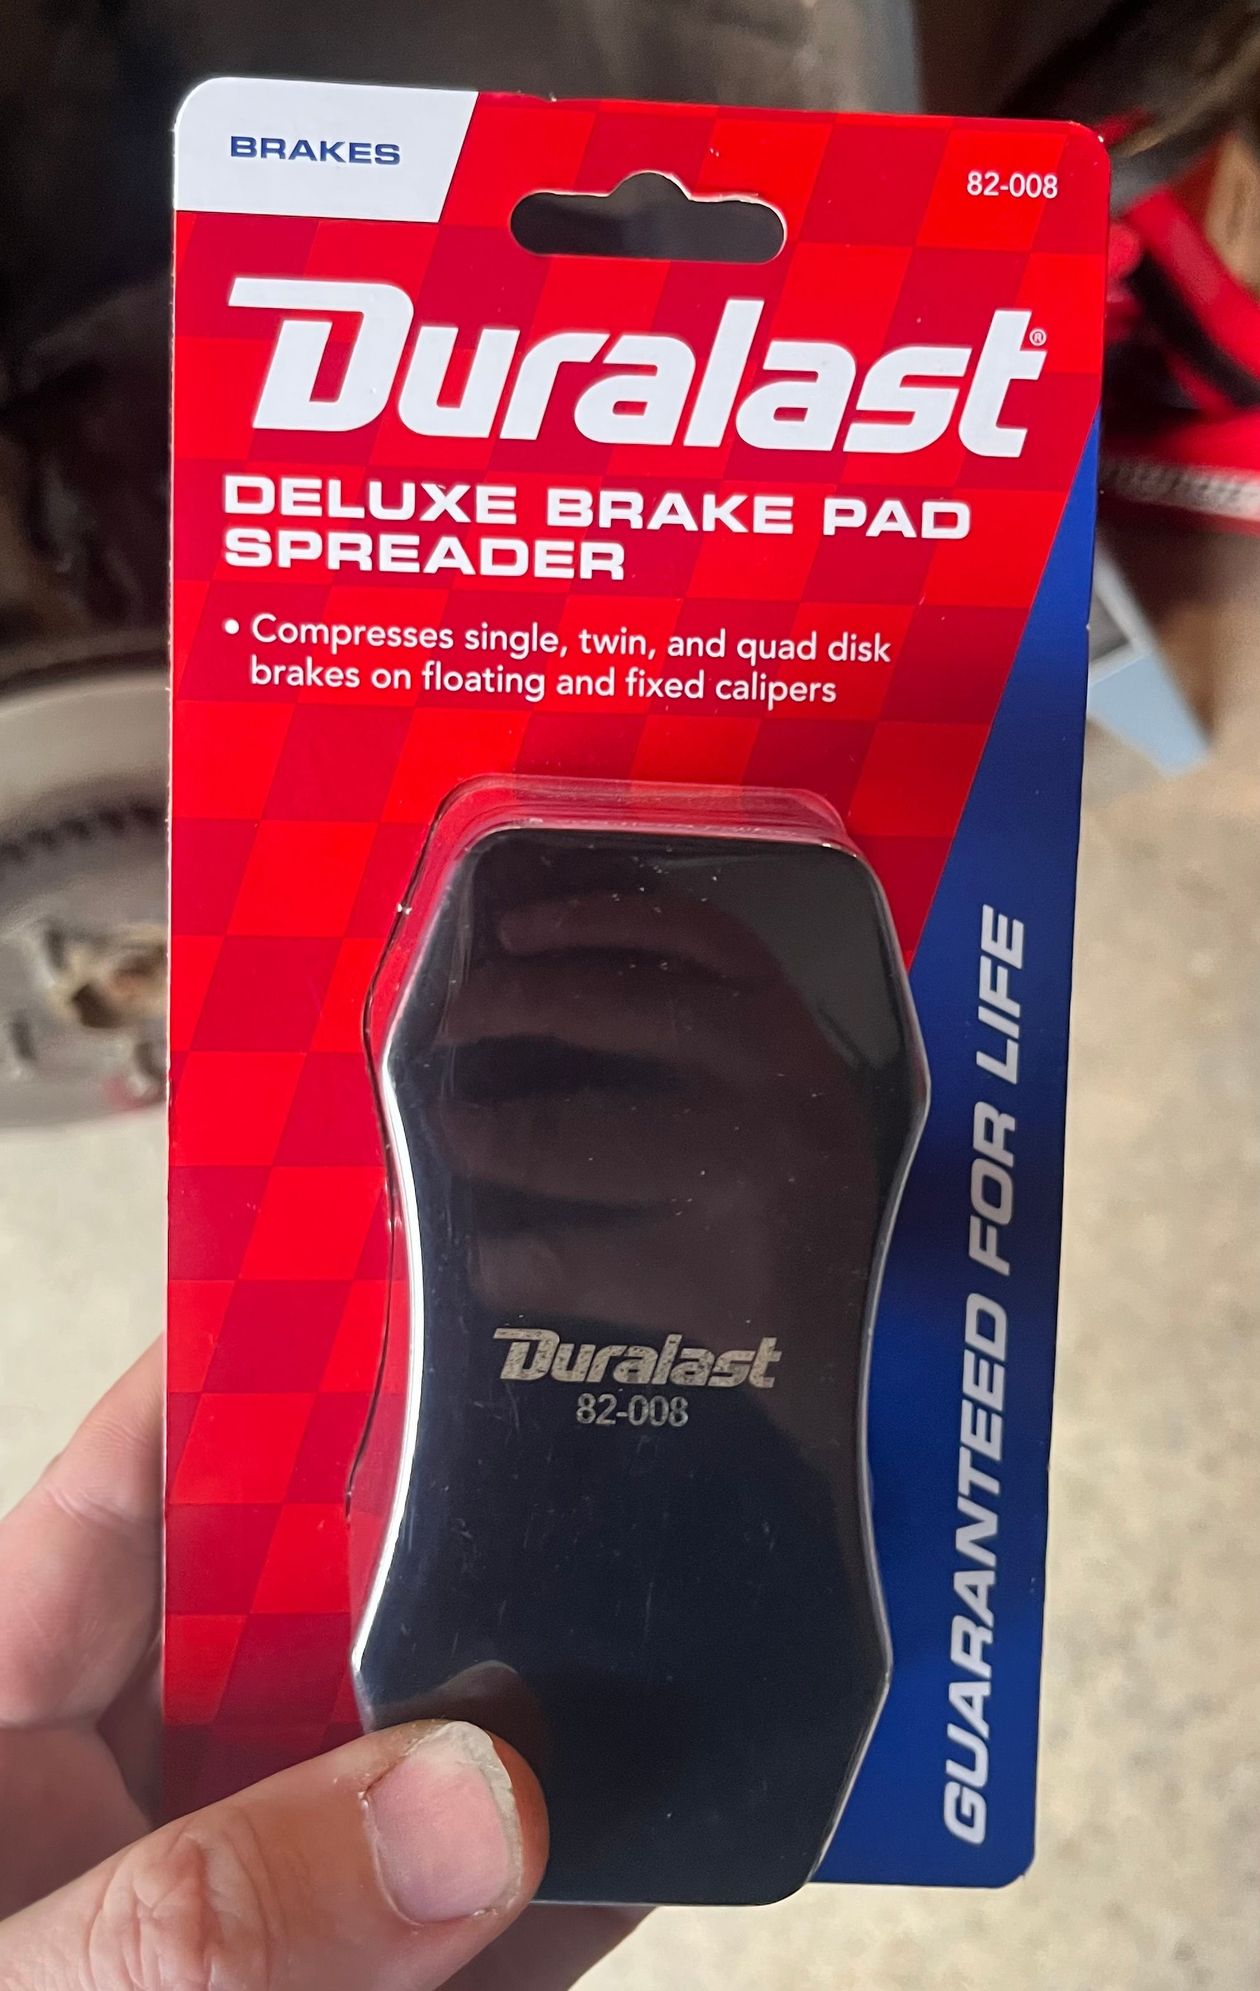 BRAKES
82-008
Duralast®
DELUXE BRAKE PAD
SPREADER
• Compresses single, twin, and quad disk
brakes on floating and fixed calipers
GUARANTEED FOR LIFE
Duralast
82-008